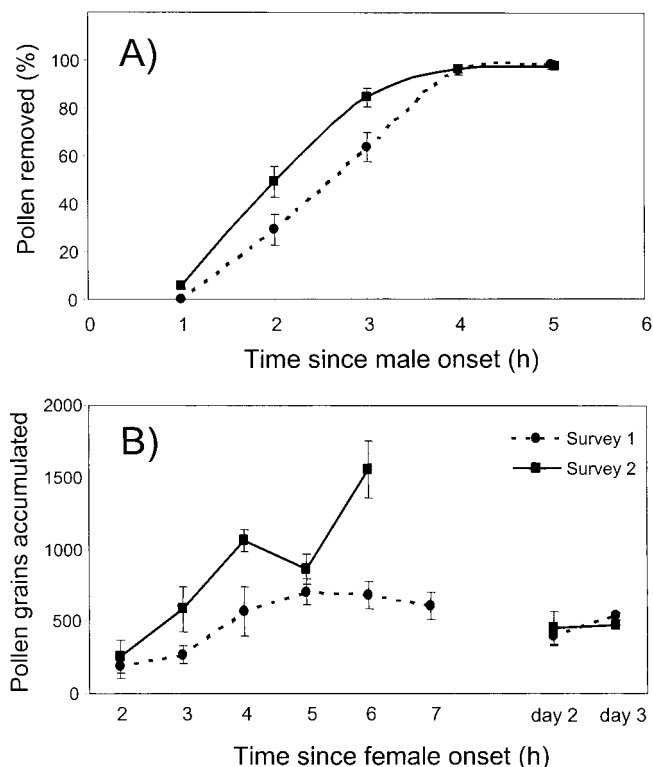 A)
Pollen removed (%)
100
80
60
40
20
0
0 1 2 3 4 5 6
Time since male onset (h)
B)
Pollen grains accumulated
2000
1500
1000
500
0
Survey 1
Survey 2
2 3 4 5 6 7 day 2 day 3
Time since female onset (h)